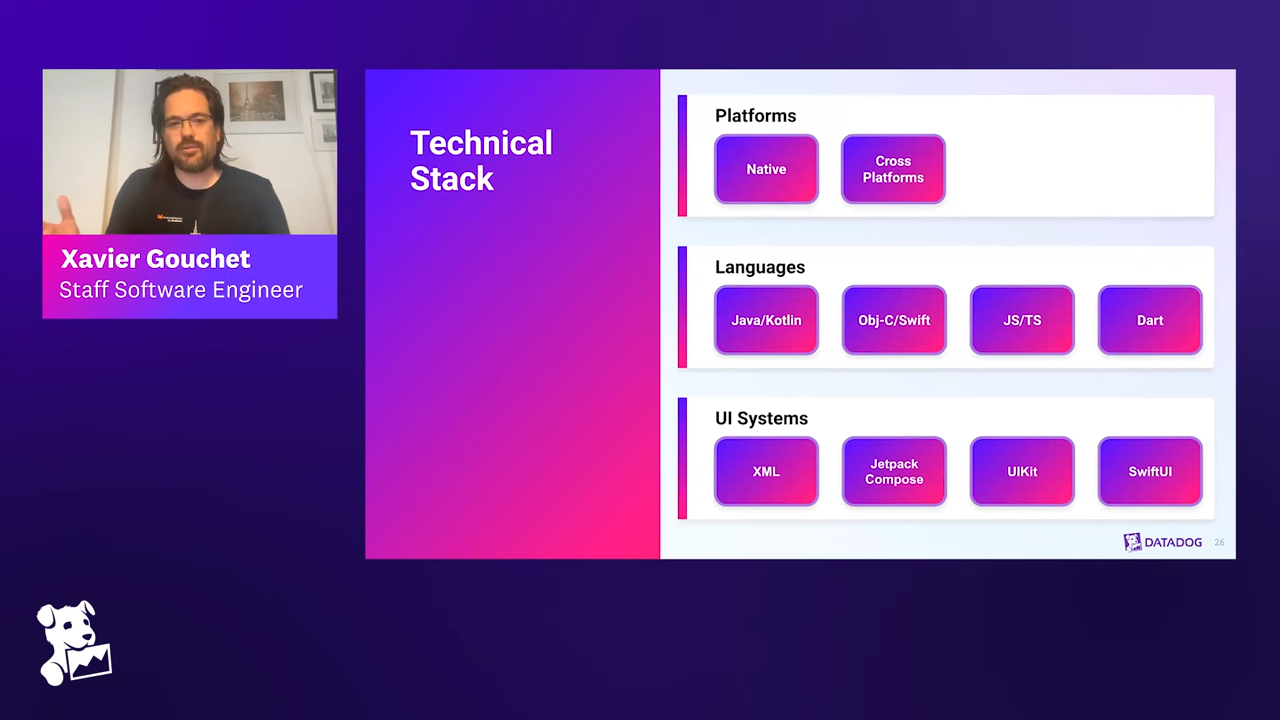 Xavier Gouchet
Staff Software Engineer
Technical
Stack
Platforms
Native
Cross
Platforms
Languages
Java/Kotlin
Obj-C/Swift
JS/TS
Dart
UI Systems
XML
Jetpack
Compose
UIKit
SwiftUI
DATADOG
26